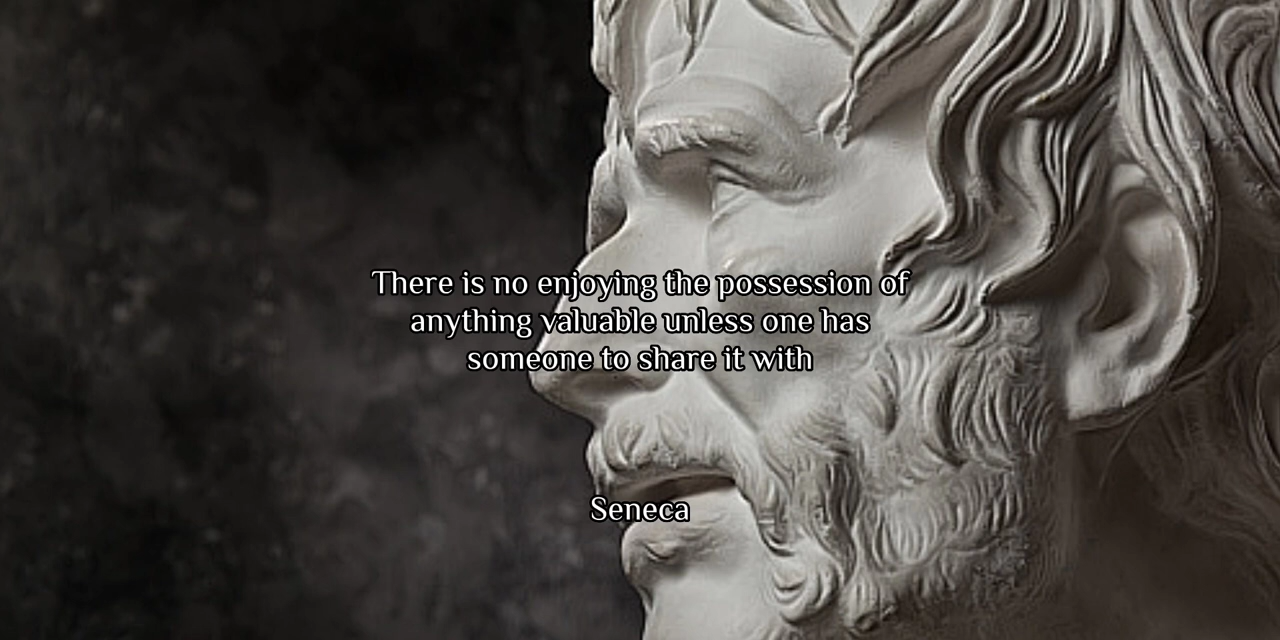 There is no enjoying the possession of
anything valuable unless one has
someone to share it with
Seneca